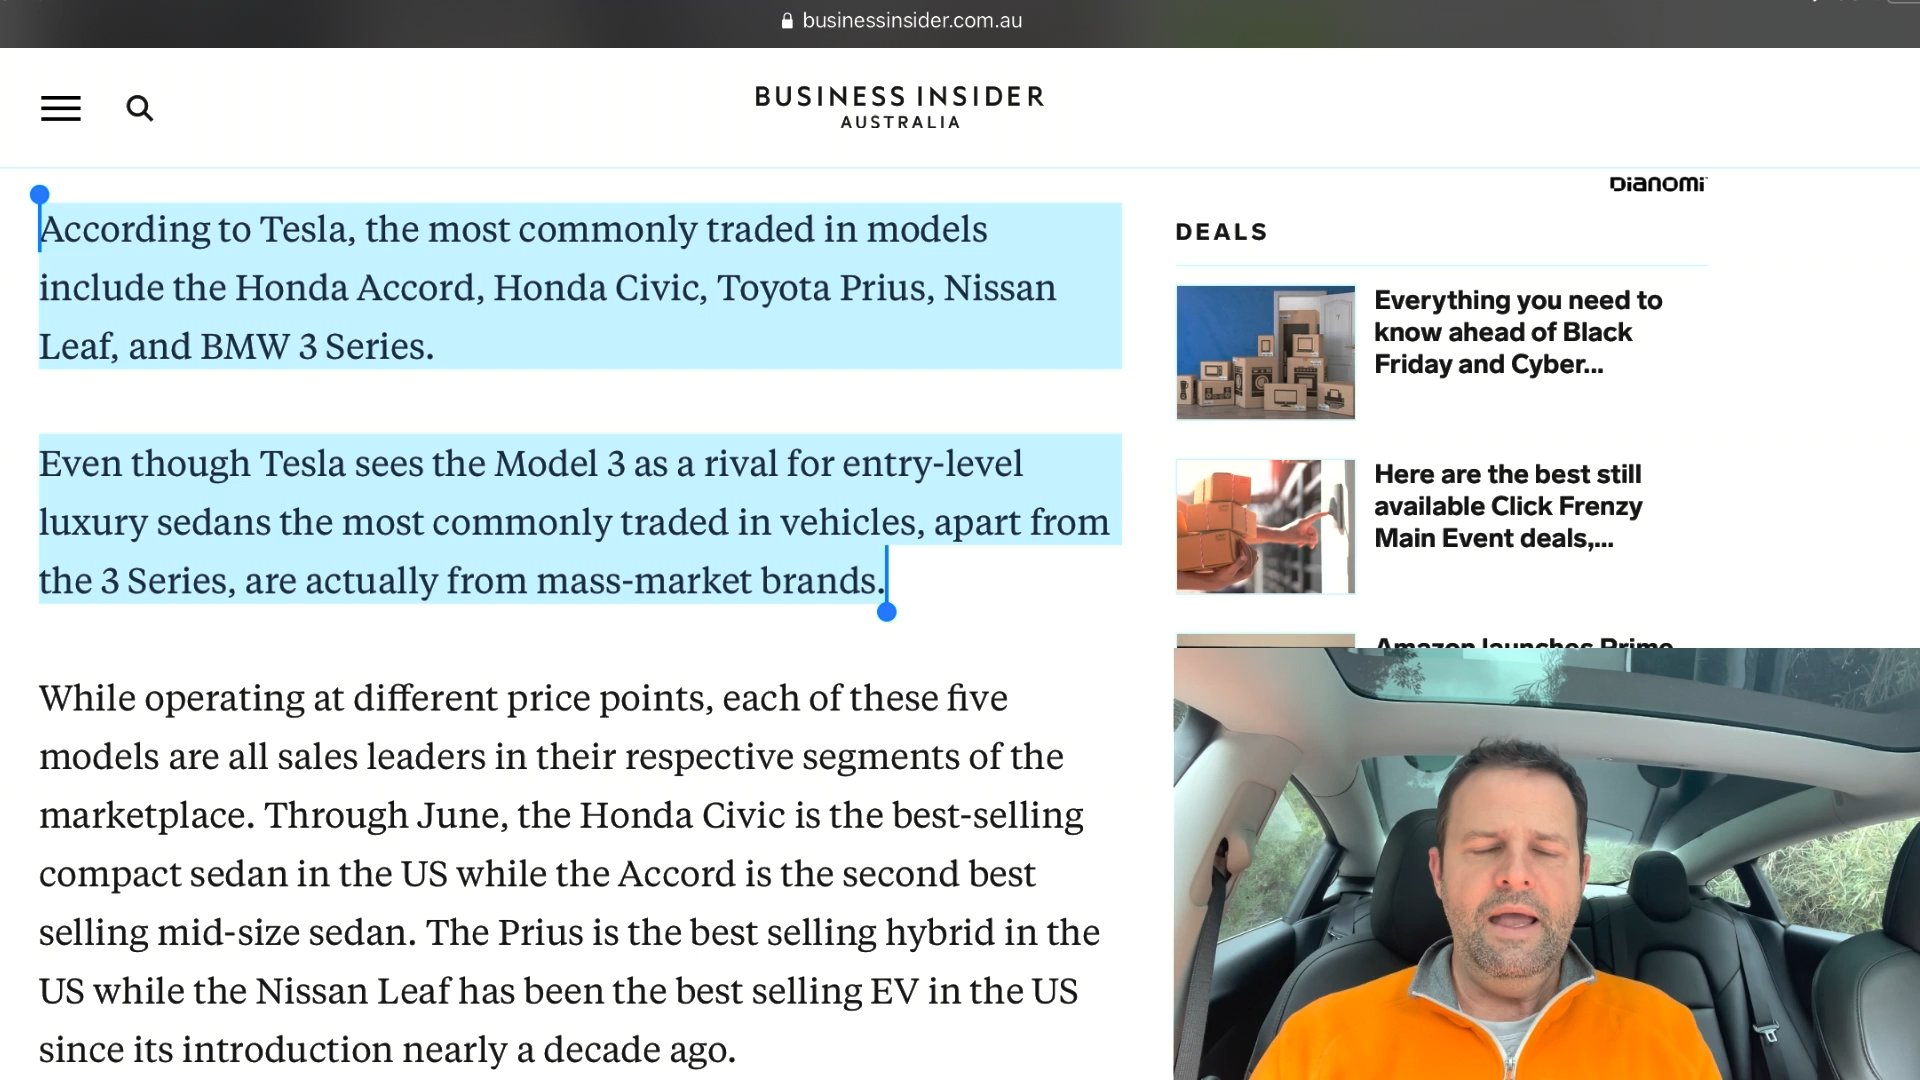 businessinsider.com.au
BUSINESS INSIDER
AUSTRALIA
According to Tesla, the most commonly traded in models
include the Honda Accord, Honda Civic, Toyota Prius, Nissan
Leaf, and BMW 3 Series.
Even though Tesla sees the Model 3 as a rival for entry-level
luxury sedans the most commonly traded in vehicles, apart from
the 3 Series, are actually from mass-market brands.
While operating at different price points, each of these five
models are all sales leaders in their respective segments of the
marketplace. Through June, the Honda Civic is the best-selling
compact sedan in the US while the Accord is the second best
selling mid-size sedan. The Prius is the best selling hybrid in the
US while the Nissan Leaf has been the best selling EV in the US
since its introduction nearly a decade ago.
Dianomi
DEALS
Everything you need to
know ahead of Black
Friday and Cyber...
Here are the best still
available Click Frenzy
Main Event deals,...
Amazon launches Prime